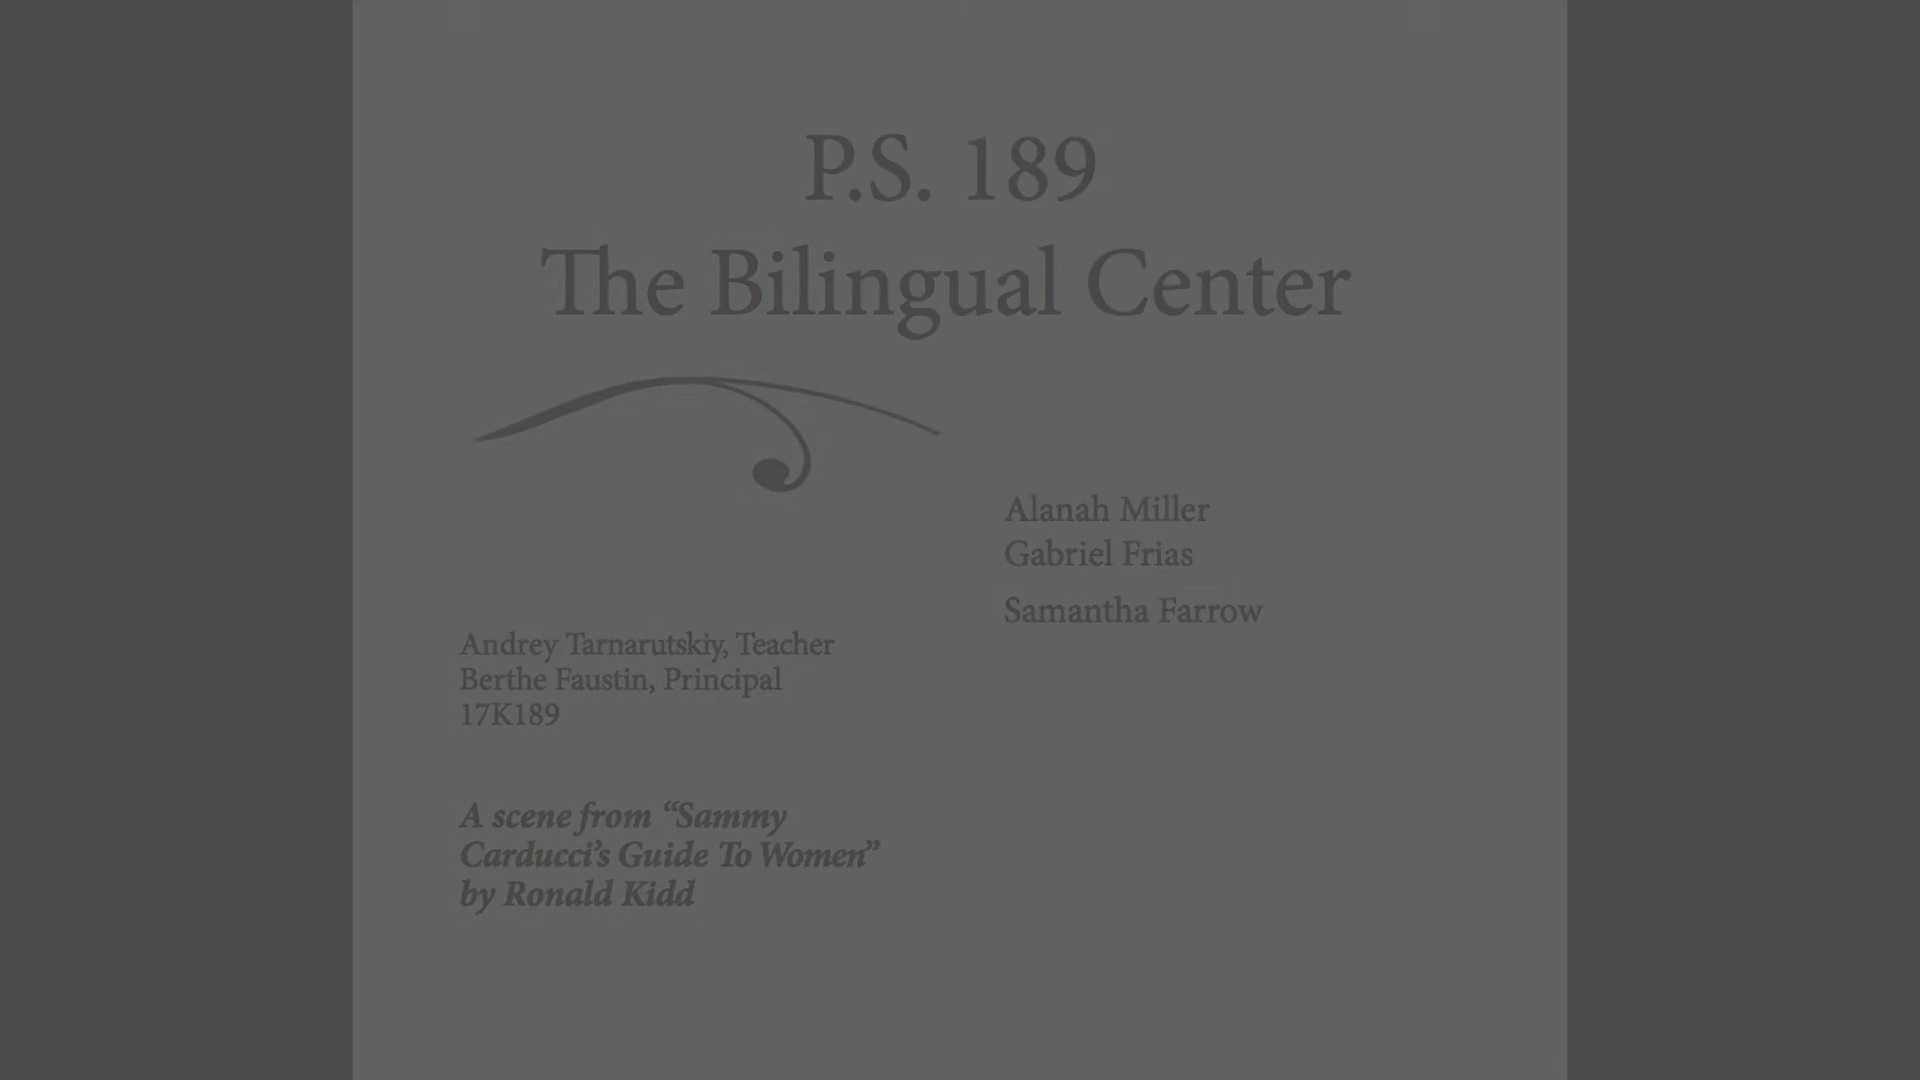 P.S. 189
The Bilingual Center
Alanah Miller
Gabriel Frias
Samantha Farrow
Andrey Tarnarutskiy, Teacher
Berthe Faustin, Principal
17K189
A scene from “Sammy
Carducci’s Guide To Women”
by Ronald Kidd